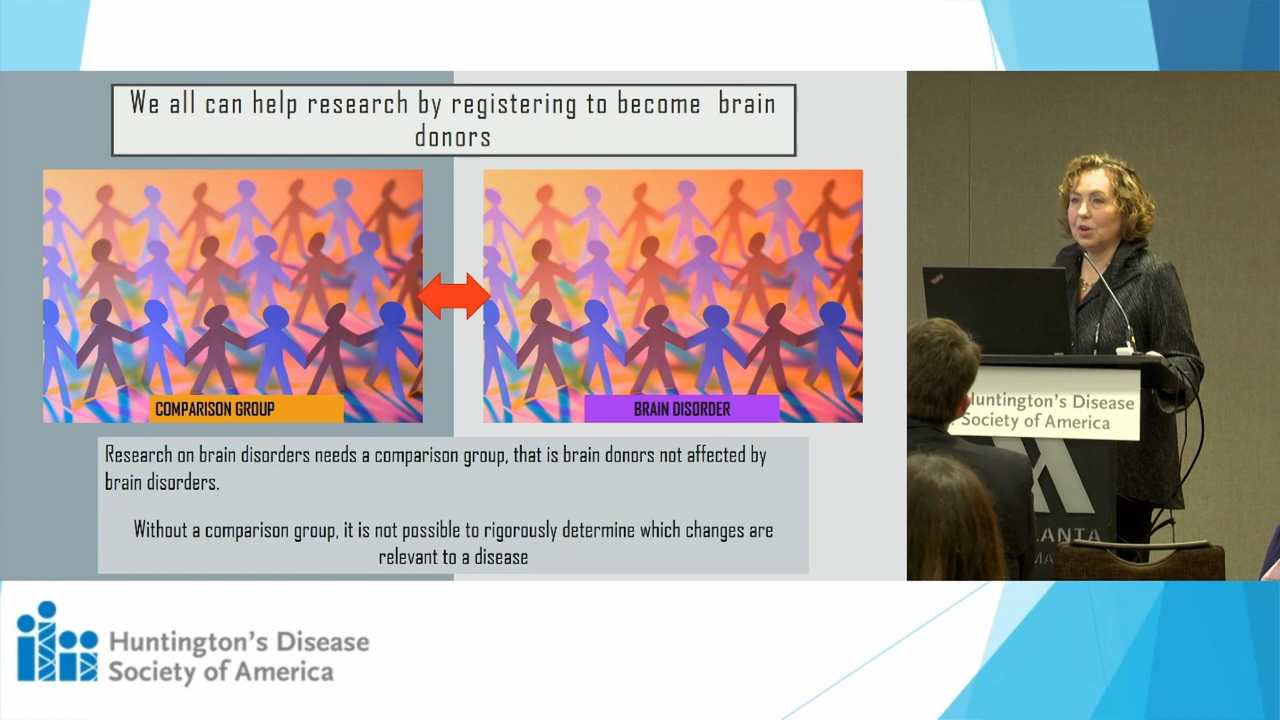 We all can help research by registering to become brain
donors
COMPARISON GROUP
BRAIN DISORDER
Research on brain disorders needs a comparison group, that is brain donors not affected by
brain disorders.
Without a comparison group, it is not possible to rigorously determine which changes are
relevant to a disease
Huntington's Disease
Society of America
LANTA
MA
Huntington's Disease
Society of America